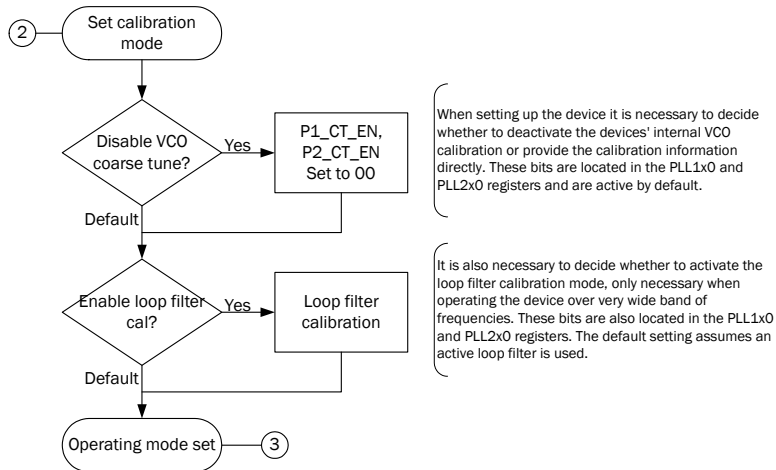 2
Set calibration
mode
Disable VCO
coarse tune?
Yes
P1_CT_EN,
P2_CT_EN
Set to 00
When setting up the device it is necessary to decide
whether to deactivate the devices' internal VCO
calibration or provide the calibration information
directly. These bits are located in the PLL1x0 and
PLL2x0 registers and are active by default.
Default
Enable loop filter
cal?
Yes
Loop filter
calibration
It is also necessary to decide whether to activate the
loop filter calibration mode, only necessary when
operating the device over very wide band of
frequencies. These bits are also located in the PLL1x0
and PLL2x0 registers. The default setting assumes an
active loop filter is used.
Default
Operating mode set
3